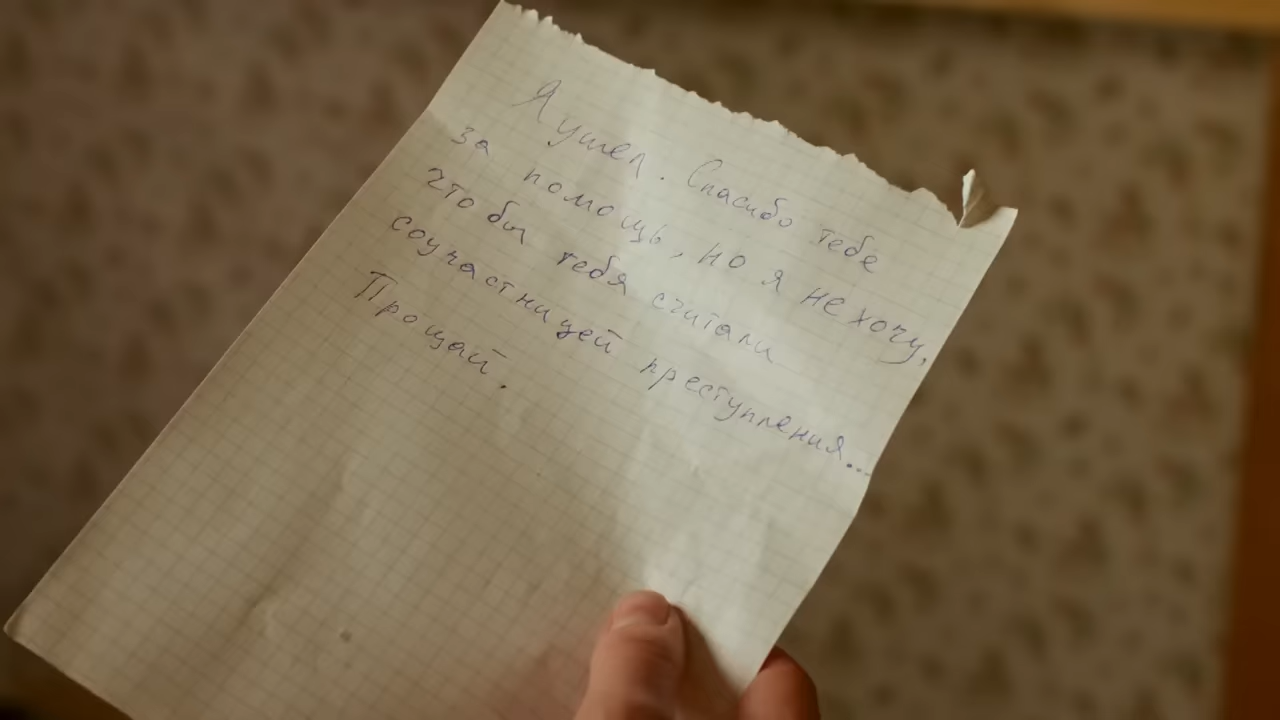 Я ушел. Спасибо тебе
за помощь, но я не хочу,
что бы тебя считали
соучастницей преступления...
Прощай.